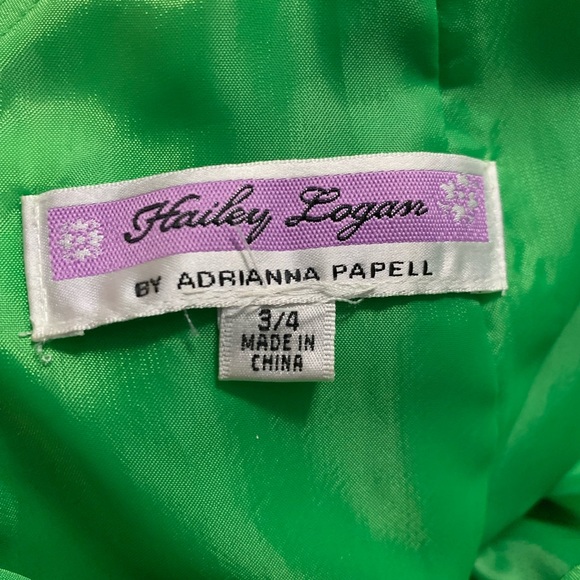 Hailey Logan
BY ADRIANNA PAPELL
3/4
MADE IN
CHINA